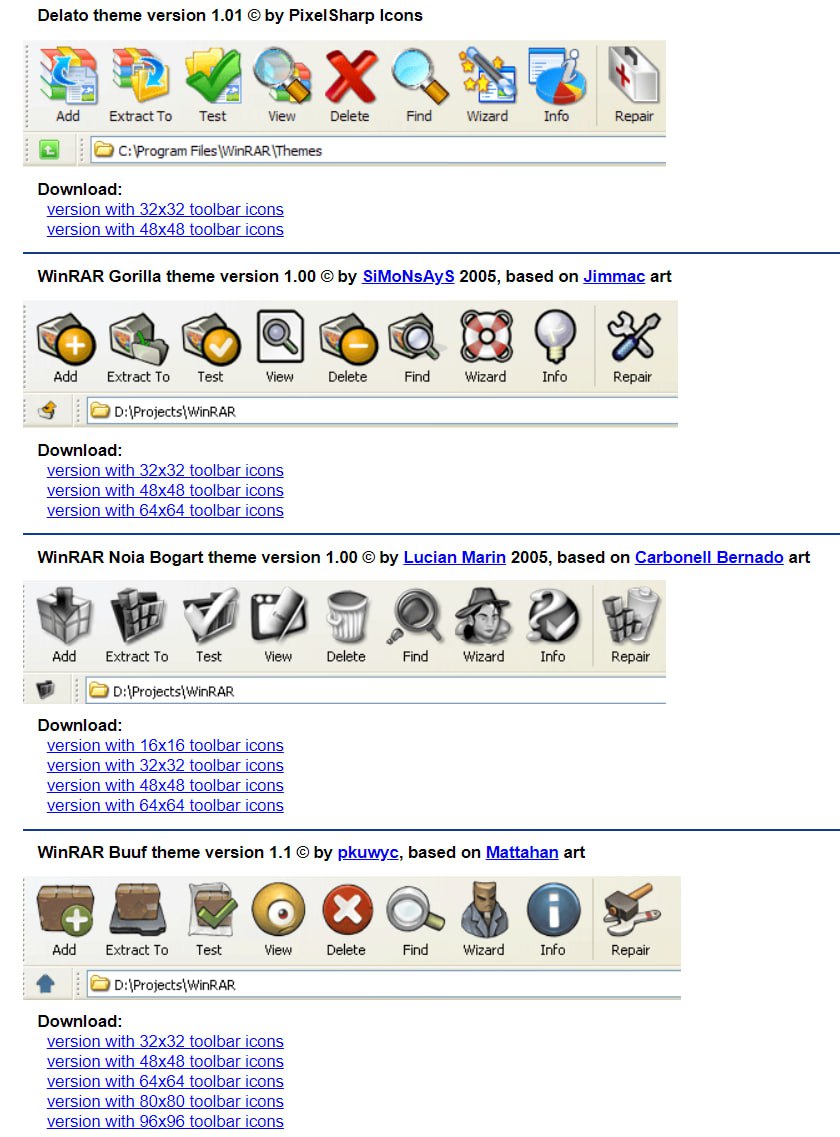 Delato theme version 1.01 © by PixelSharp Icons
Add Extract To Test View Delete Find Wizard Info Repair
C:\Program Files\WinRAR\Themes
Download:
version with 32x32 toolbar icons
version with 48x48 toolbar icons
WinRAR Gorilla theme version 1.00 © by SiMoNsAyS 2005, based on Jimmac art
Add Extract To Test View Delete Find Wizard Info Repair
D:\Projects\WinRAR
Download:
version with 32x32 toolbar icons
version with 48x48 toolbar icons
version with 64x64 toolbar icons
WinRAR Noia Bogart theme version 1.00 © by Lucian Marin 2005, based on Carbonell Bernado art
Add Extract To Test View Delete Find Wizard Info Repair
D:\Projects\WinRAR
Download:
version with 16x16 toolbar icons
version with 32x32 toolbar icons
version with 48x48 toolbar icons
version with 64x64 toolbar icons
WinRAR Buuf theme version 1.1 © by pkuwyc, based on Mattahan art
Add Extract To Test View Delete Find Wizard Info Repair
D:\Projects\WinRAR
Download:
version with 32x32 toolbar icons
version with 48x48 toolbar icons
version with 64x64 toolbar icons
version with 80x80 toolbar icons
version with 96x96 toolbar icons